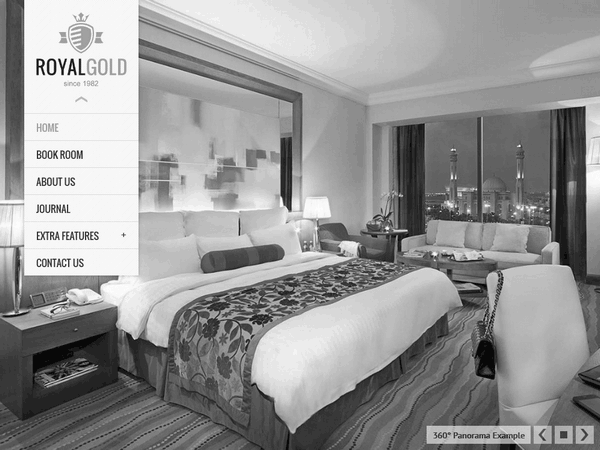 ROYALGOLD
since 1982
HOME
BOOK ROOM
ABOUT US
JOURNAL
EXTRA FEATURES +
CONTACT US
360° Panorama Example